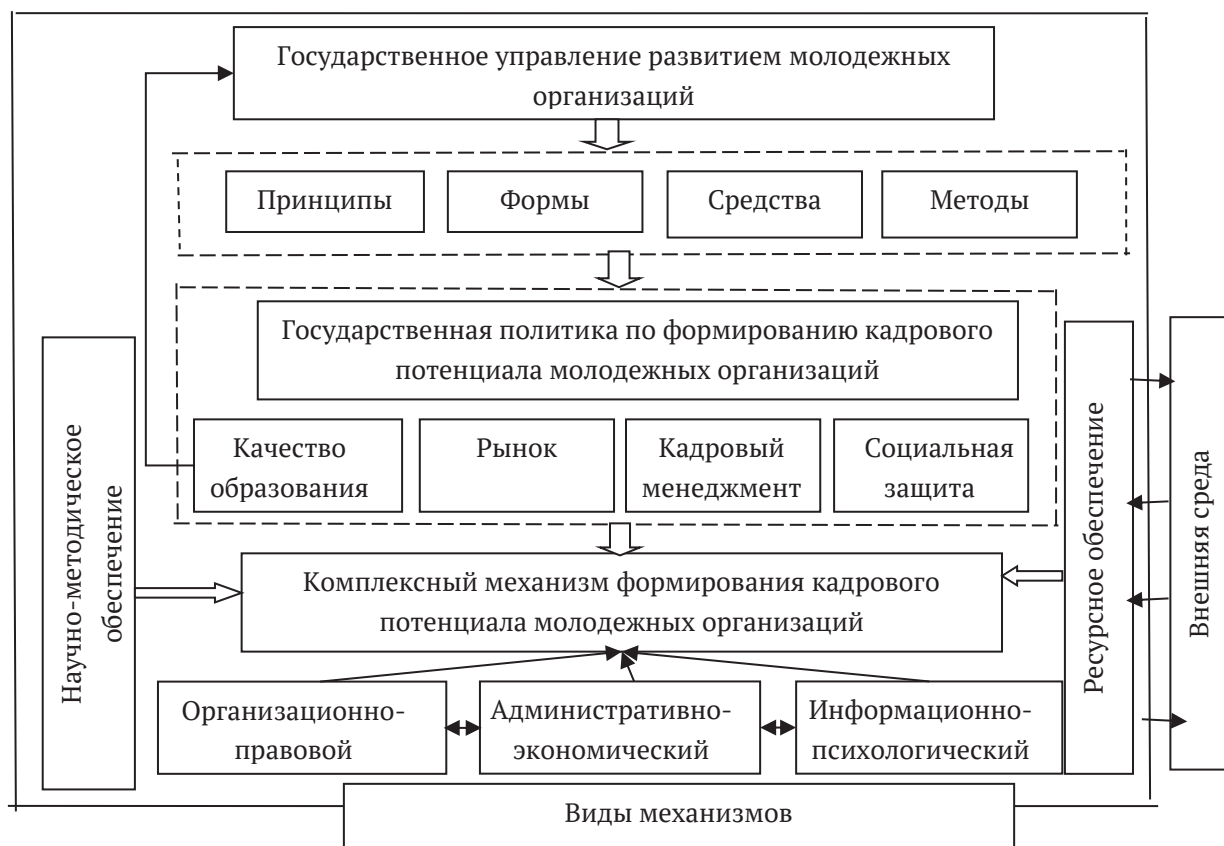 Государственное управление развитием молодежных
организаций
Принципы
Формы
Средства
Методы
Государственная политика по формированию кадрового
потенциала молодежных организаций
Качество
образования
Рынок
Кадровый
менеджмент
Социальная
защита
Научно-методическое
обеспечение
Комплексный механизм формирования кадрового
потенциала молодежных организаций
Ресурсное обеспечение
Внешняя среда
Организационно-
правовой
Административно-
экономический
Информационно-
психологический
Виды механизмов